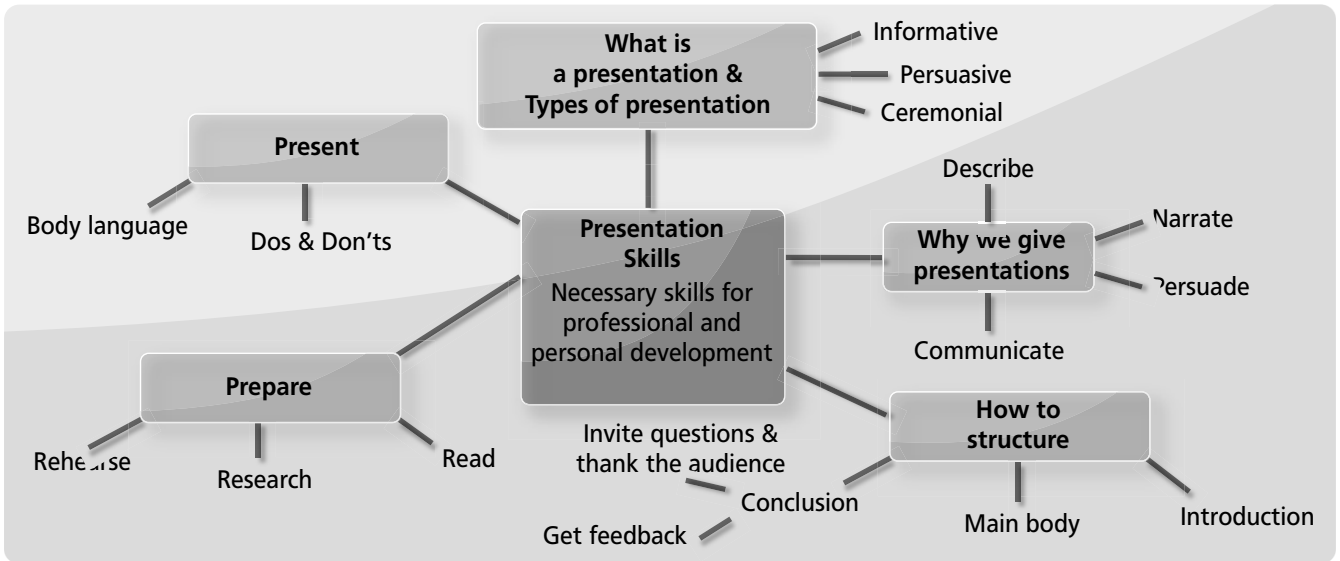 What is
a presentation &
Types of presentation
Informative
Persuasive
Ceremonial
Present
Body language
Dos & Don'ts
Presentation
Skills
Necessary skills for
professional and
personal development
Describe
Why we give
presentations
Narrate
Persuade
Communicate
Prepare
Rehearse
Research
Read
How to
structure
Invite questions &
thank the audience
Conclusion
Get feedback
Main body
Introduction